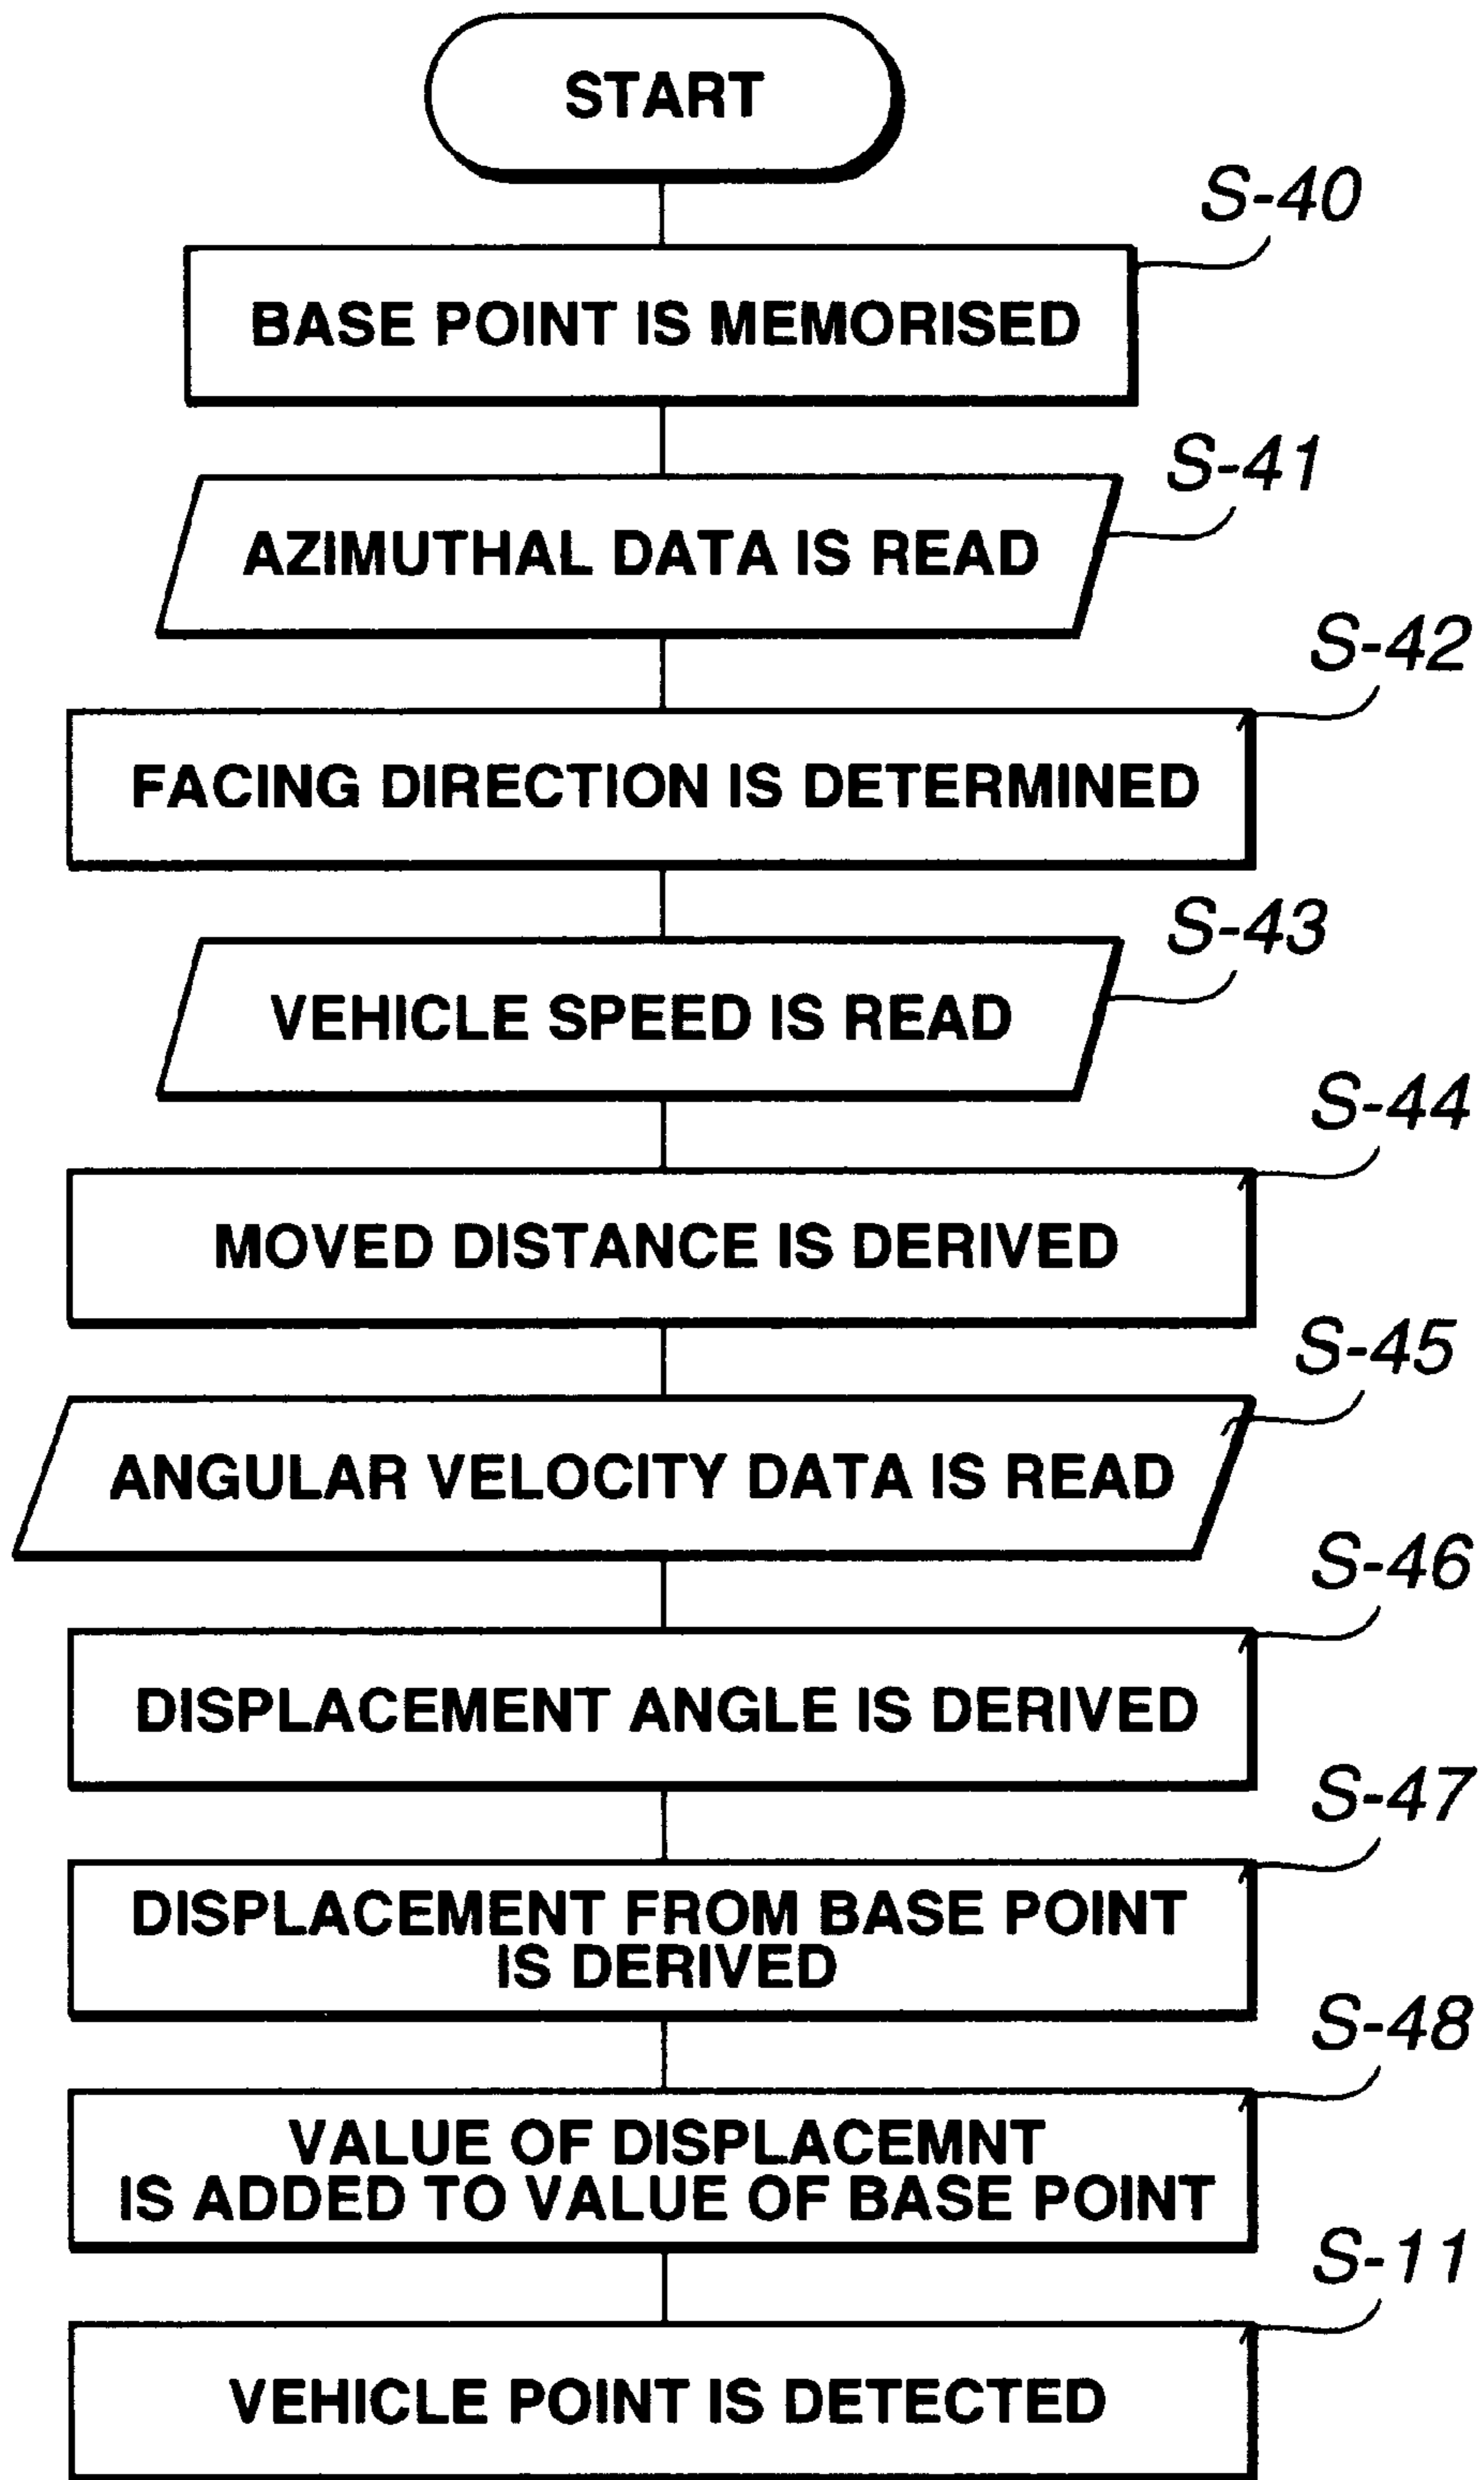 START
S-40
BASE POINT IS MEMORISED
S-41
AZIMUTHAL DATA IS READ
S-42
FACING DIRECTION IS DETERMINED
S-43
VEHICLE SPEED IS READ
S-44
MOVED DISTANCE IS DERIVED
S-45
ANGULAR VELOCITY DATA IS READ
S-46
DISPLACEMENT ANGLE IS DERIVED
S-47
DISPLACEMENT FROM BASE POINT
IS DERIVED
S-48
VALUE OF DISPLACEMNT
IS ADDED TO VALUE OF BASE POINT
S-11
VEHICLE POINT IS DETECTED